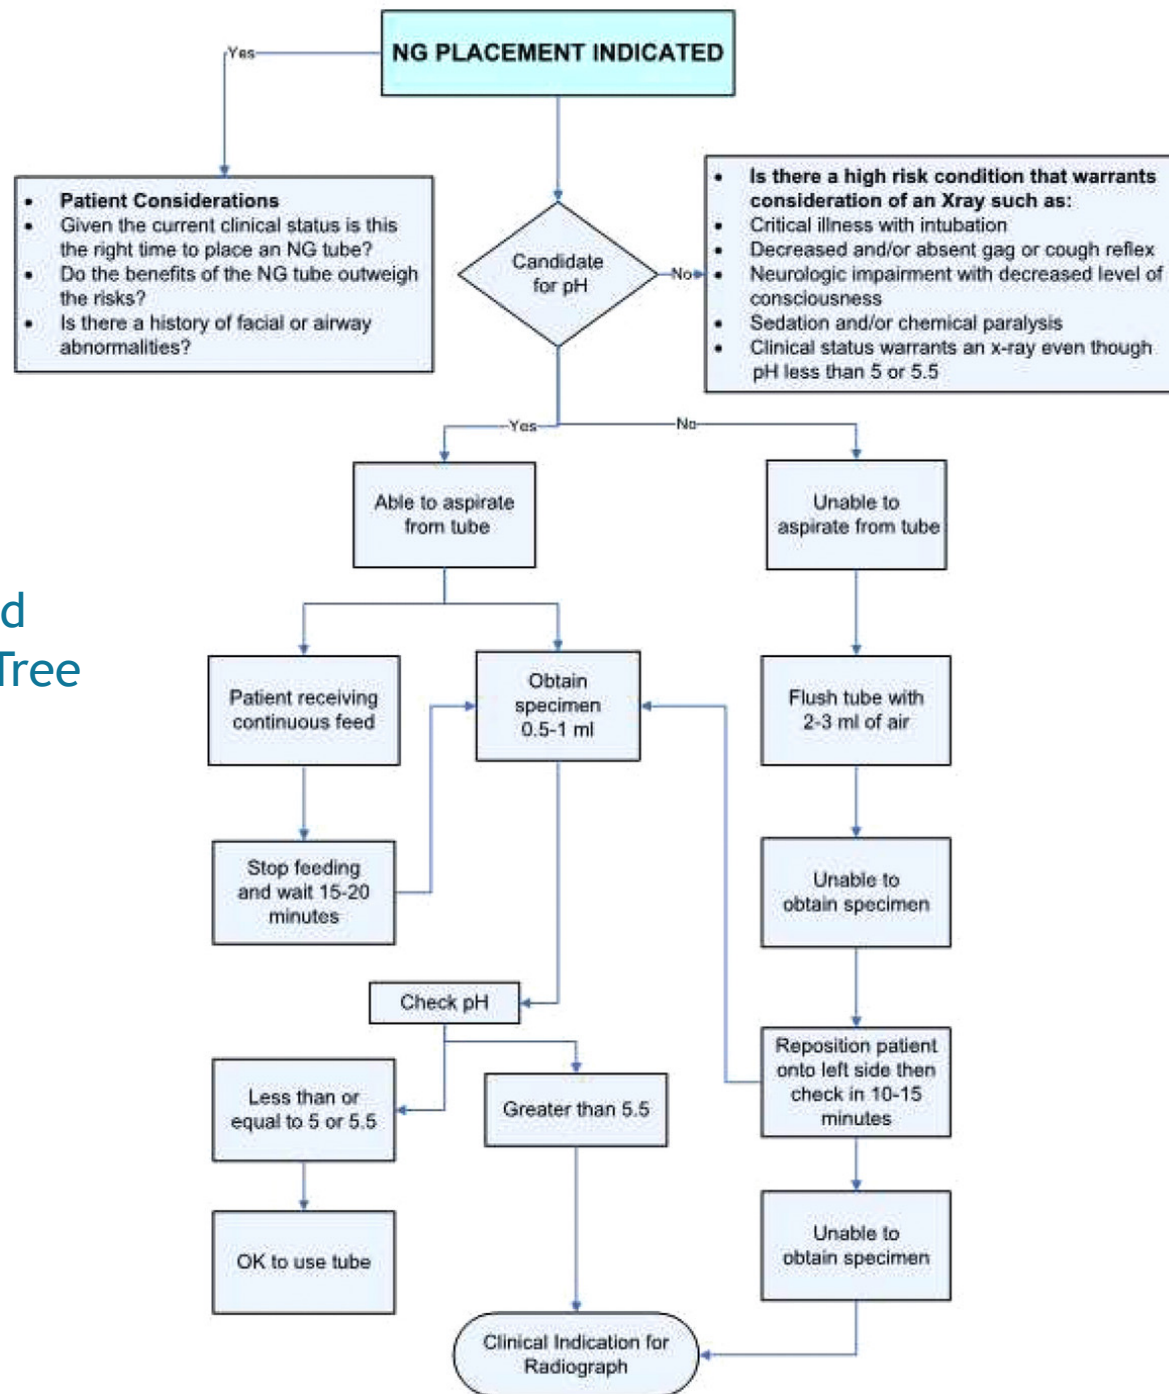 NG PLACEMENT INDICATED
Yes
• Patient Considerations
• Given the current clinical status is this
the right time to place an NG tube?
• Do the benefits of the NG tube outweigh
the risks?
• Is there a history of facial or airway
abnormalities?
Candidate
for pH
No
• Is there a high risk condition that warrants
consideration of an Xray such as:
• Critical illness with intubation
• Decreased and/or absent gag or cough reflex
• Neurologic impairment with decreased level of
consciousness
• Sedation and/or chemical paralysis
• Clinical status warrants an x-ray even though
pH less than 5 or 5.5
Yes
No
Able to aspirate
from tube
Unable to
aspirate from tube
d
Tree
Patient receiving
continuous feed
Obtain
specimen
0.5-1 ml
Flush tube with
2-3 ml of air
Stop feeding
and wait 15-20
minutes
Unable to
obtain specimen
Check pH
Reposition patient
onto left side then
check in 10-15
minutes
Less than or
equal to 5 or 5.5
Greater than 5.5
OK to use tube
Unable to
obtain specimen
Clinical Indication for
Radiograph